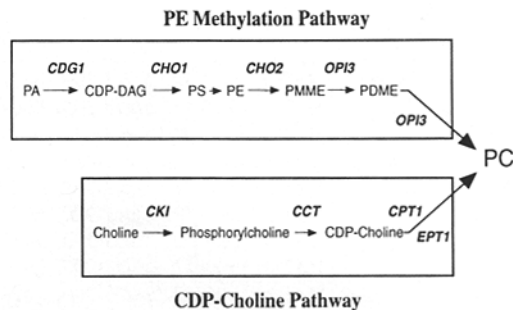 PE Methylation Pathway
CDG1 CHO1 CHO2 OPI3
PA CDP-DAG PS PE PMME PDME
OPI3
PC
CKI CCT CPT1
Choline Phosphorylcholine CDP-Choline EPT1
CDP-Choline Pathway